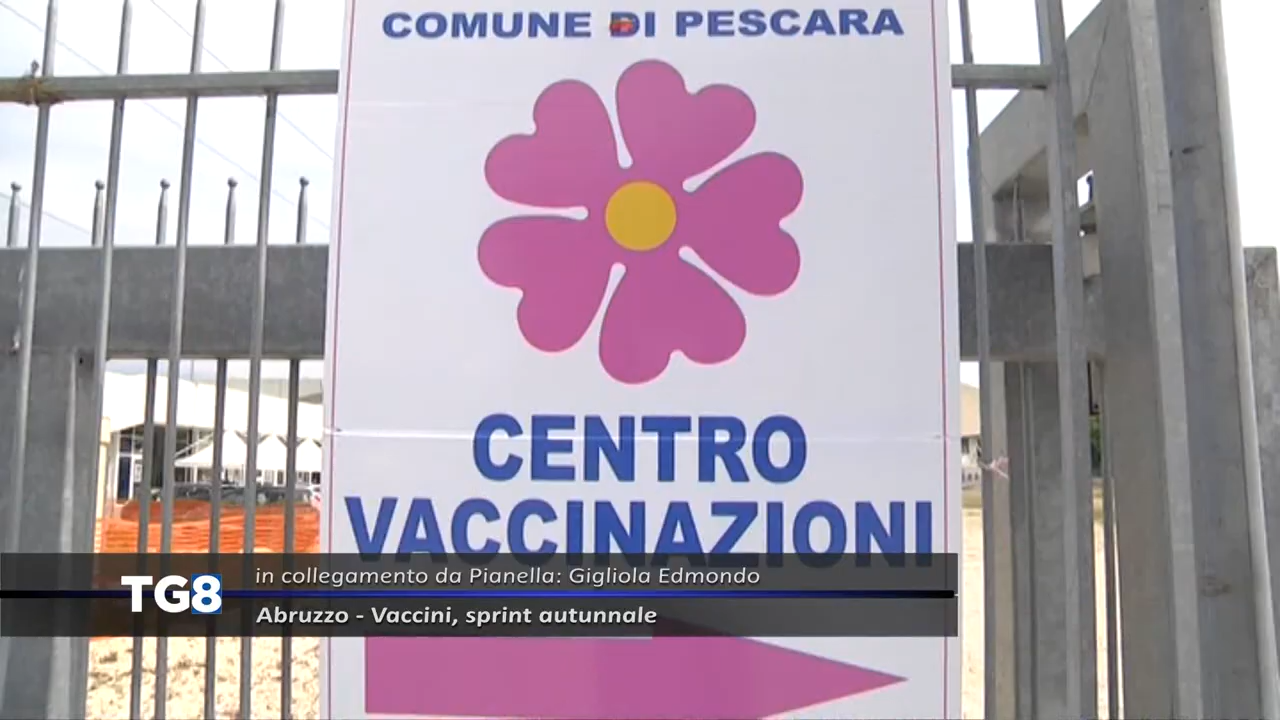 COMUNE DI PESCARA
CENTRO
VACCINAZIONI
TG8
in collegamento da Pianella: Gigliola Edmondo
Abruzzo - Vaccini, sprint autunnale